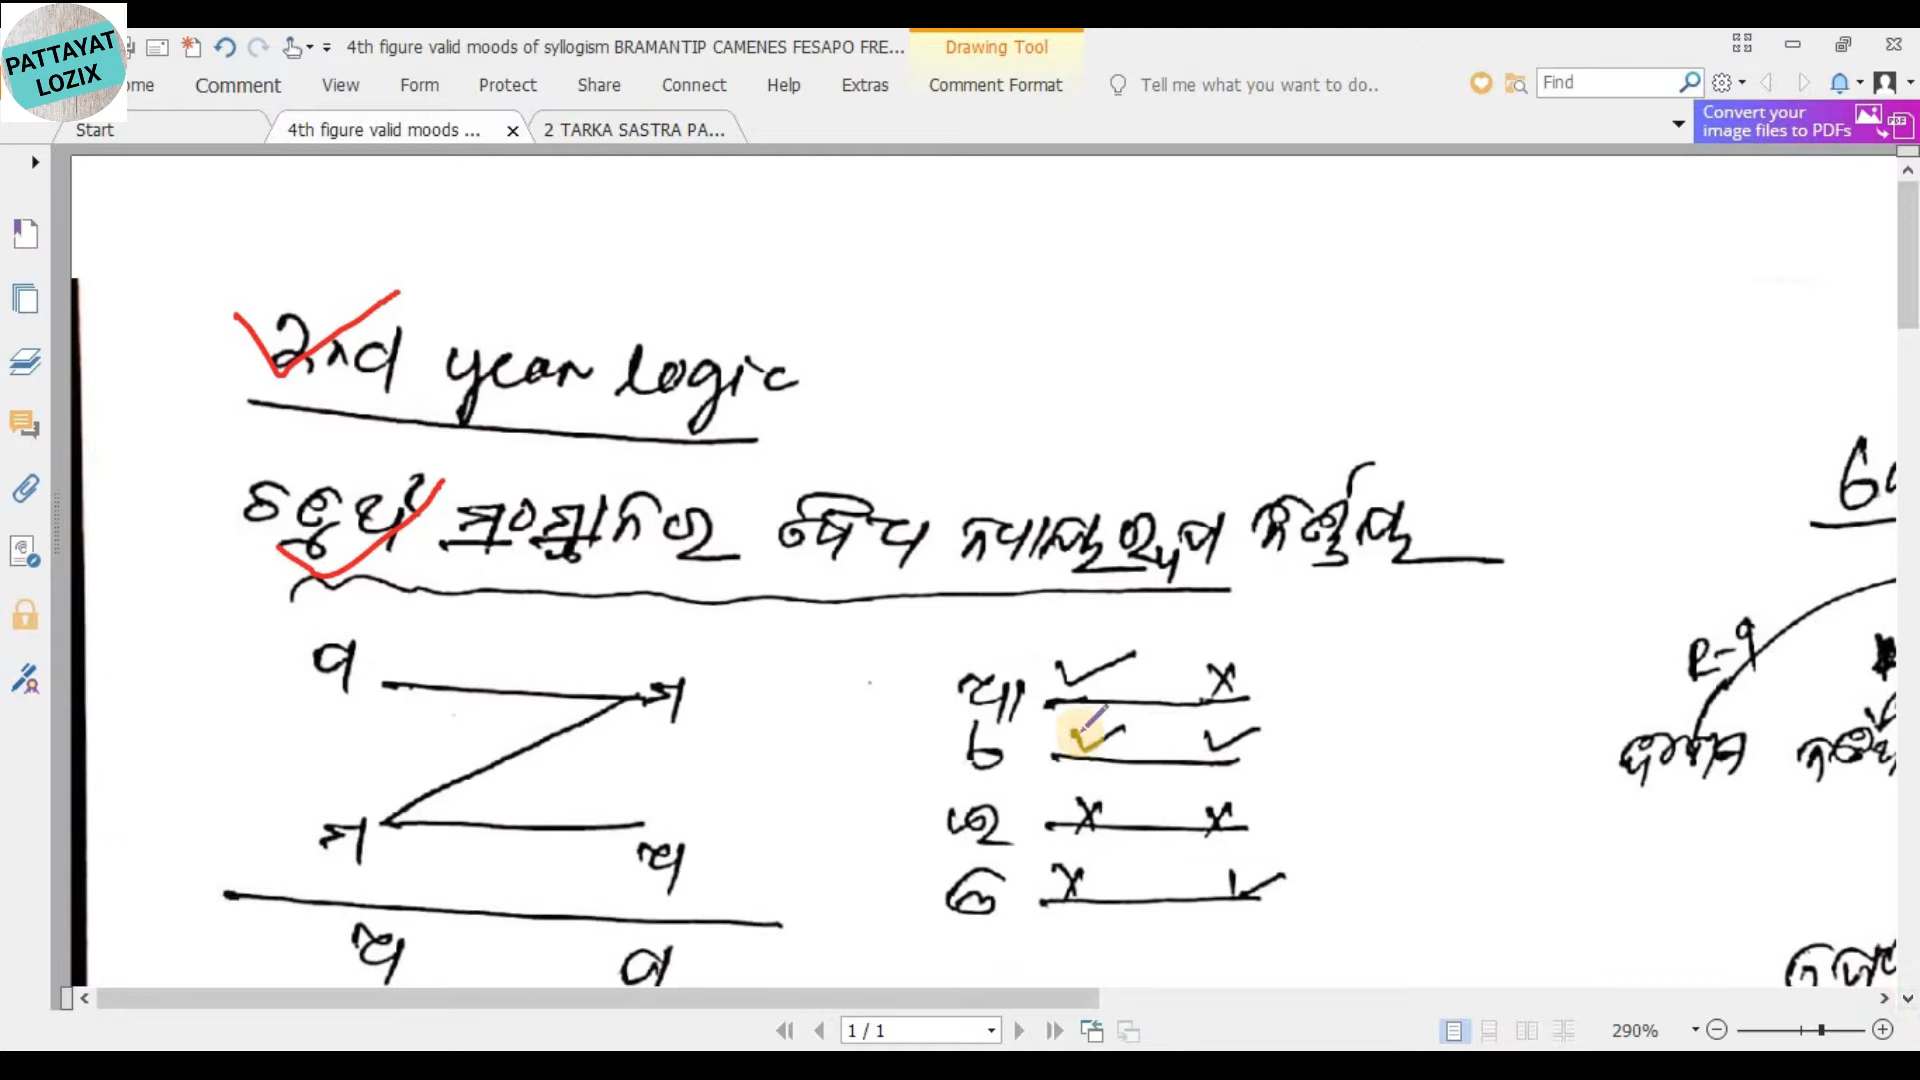 PATTAYAT
LOZIX
4th figure valid moods of syllogism BRAMANTIP CAMENES FESAPO FRE...
Drawing Tool
ome Comment View Form Protect Share Connect Help Extras Comment Format Tell me what you want to do.. Find
Start 4th figure valid moods ... 2 TARKA SASTRA PA...
Convert your
image files to PDFs
2nd year logic
ଚତୁର୍ଥ ସଂସ୍ଥାନର ବୈଧ ନ୍ୟାୟରୂପ ନିର୍ଣ୍ଣୟ
ବ ମ
ମ ଅ
ଅ ବ
ଆ ✓ x
ଓ ✓ ✓
ଇ x x
ଏ x ✓
R-9
1 / 1
290%